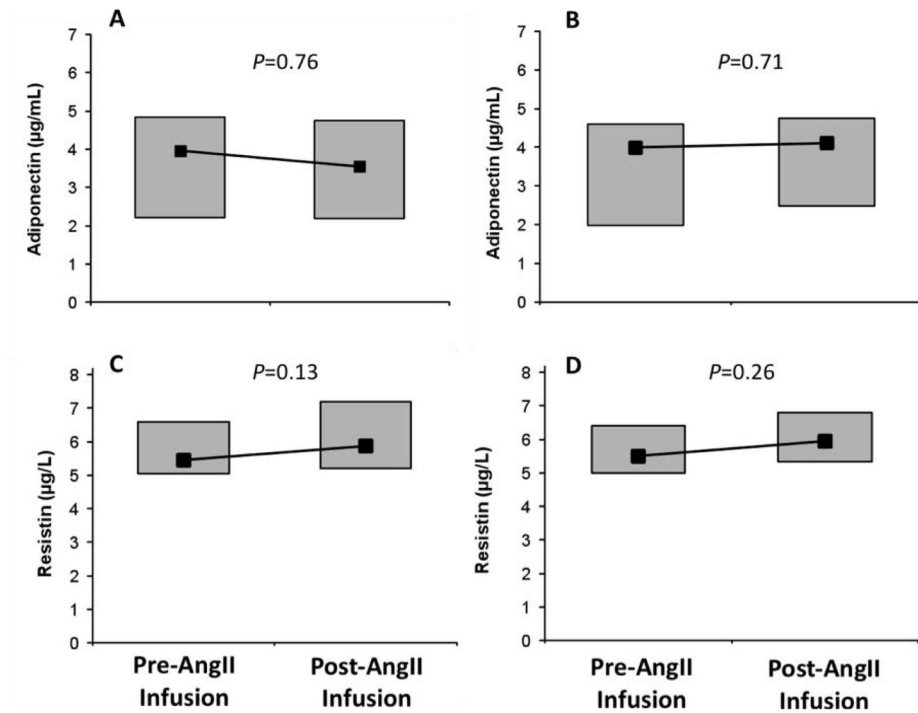 A
P=0.76
Adiponectin (µg/mL)
7
6
5
4
3
2
1
0
B
P=0.71
Adiponectin (µg/mL)
7
6
5
4
3
2
1
0
C
P=0.13
Resistin (µg/L)
8
7
6
5
4
3
2
1
0
Pre-AngII
Infusion
Post-AngII
Infusion
D
P=0.26
Resistin (µg/L)
8
7
6
5
4
3
2
1
0
Pre-AngII
Infusion
Post-AngII
Infusion